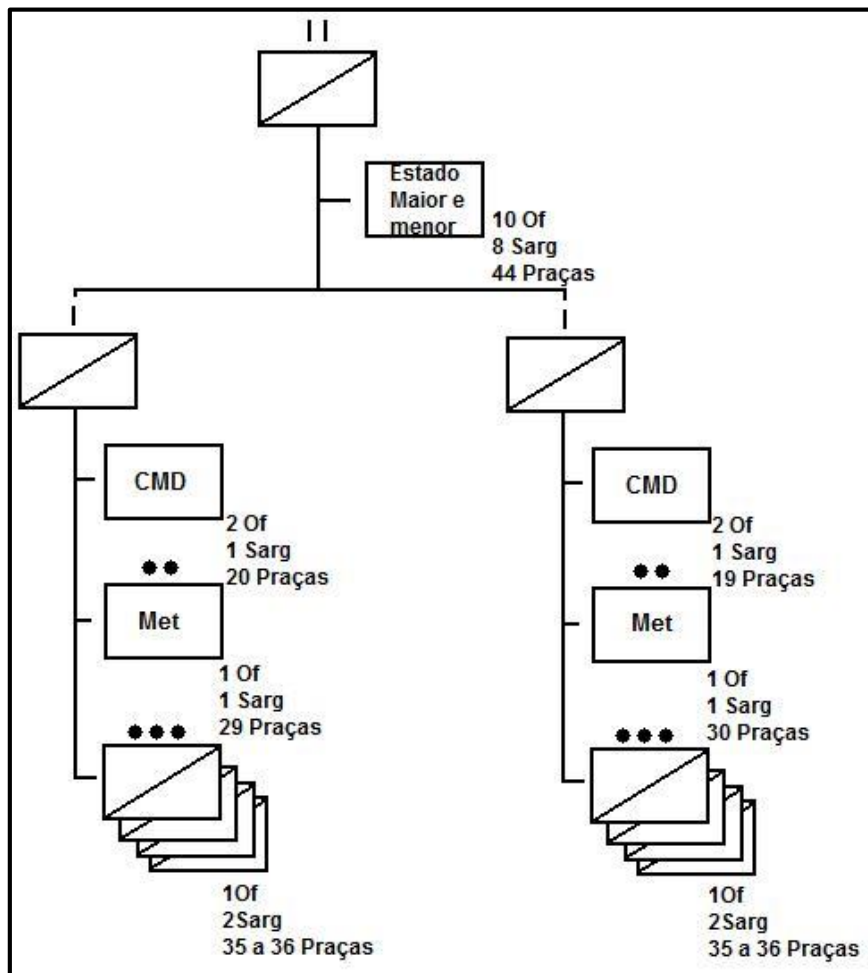 Estado
Maior e
menor
10 Of
8 Sarg
44 Praças
CMD
2 Of
1 Sarg
20 Praças
Met
1 Of
1 Sarg
29 Praças
1Of
2Sarg
35 a 36 Praças
CMD
2 Of
1 Sarg
19 Praças
Met
1 Of
1 Sarg
30 Praças
1Of
2Sarg
35 a 36 Praças